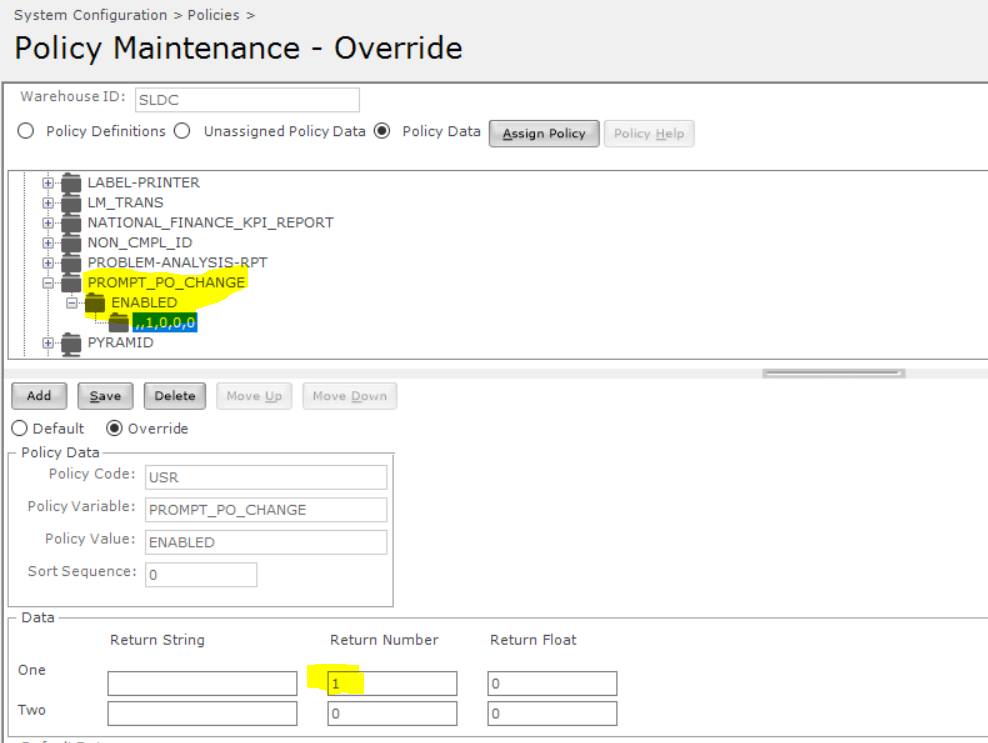 System Configuration > Policies >
Policy Maintenance - Override
Warehouse ID: SLDC
Policy Definitions Unassigned Policy Data Policy Data Assign Policy Policy Help
LABEL-PRINTER
LM_TRANS
NATIONAL_FINANCE_KPI_REPORT
NON_CMPL_ID
PROBLEM-ANALYSIS-RPT
PROMPT_PO_CHANGE
ENABLED
,,1,0,0,0
PYRAMID
Add Save Delete Move Up Move Down
Default Override
Policy Data
Policy Code: USR
Policy Variable: PROMPT_PO_CHANGE
Policy Value: ENABLED
Sort Sequence: 0
Data
Return String Return Number Return Float
One 1 0
Two 0 0